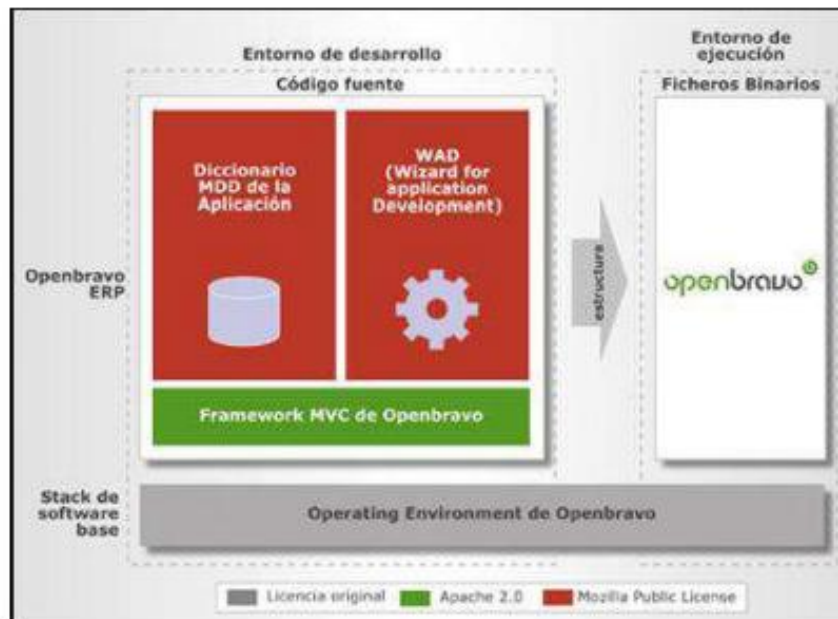 Entorno de desarrollo
Entorno de
ejecución
Código fuente
Ficheros Binarios
Diccionario
MDD de la
Aplicación
WAD
(Wizard for
application
Development)
Openbravo
ERP
estructura
openbravo
Framework MVC de Openbravo
Stack de
software
base
Operating Environment de Openbravo
Licencia original
Apache 2.0
Mozilla Public License